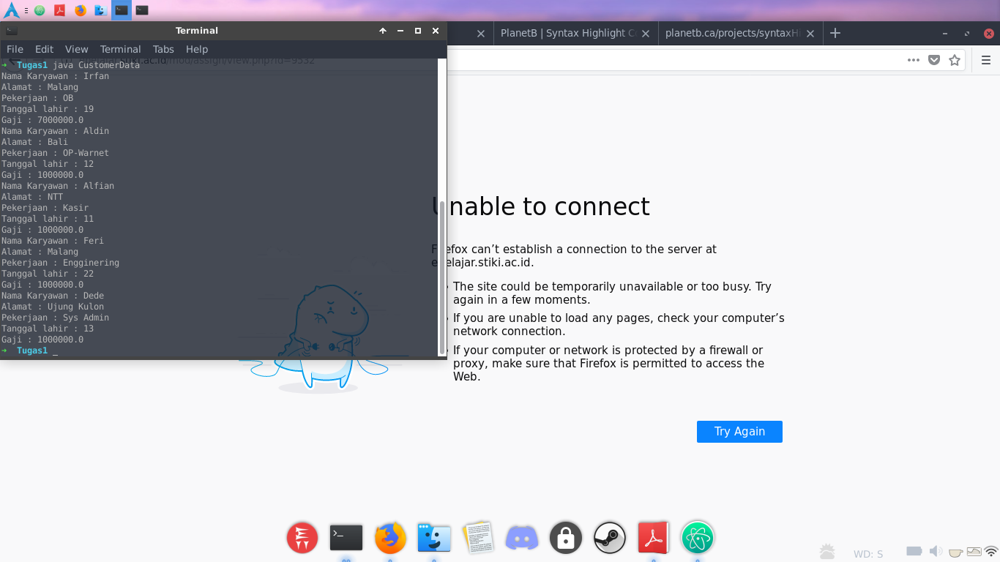 Terminal
PlanetB | Syntax Highlight C
planetb.ca/projects/syntaxHi
File Edit View Terminal Tabs Help
stiki.ac.id/mod/assign/view.php?id=9532
➜ Tugas1 java CustomerData
Nama Karyawan : Irfan
Alamat : Malang
Pekerjaan : OB
Tanggal lahir : 19
Gaji : 7000000.0
Nama Karyawan : Aldin
Alamat : Bali
Pekerjaan : OP-Warnet
Tanggal lahir : 12
Gaji : 1000000.0
Nama Karyawan : Alfian
Alamat : NTT
Pekerjaan : Kasir
Tanggal lahir : 11
Gaji : 1000000.0
Nama Karyawan : Feri
Alamat : Malang
Pekerjaan : Engginering
Tanggal lahir : 22
Gaji : 1000000.0
Nama Karyawan : Dede
Alamat : Ujung Kulon
Pekerjaan : Sys Admin
Tanggal lahir : 13
Gaji : 1000000.0
➜ Tugas1 _
Unable to connect
Firefox can’t establish a connection to the server at
ebelajar.stiki.ac.id.
• The site could be temporarily unavailable or too busy. Try
again in a few moments.
• If you are unable to load any pages, check your computer’s
network connection.
• If your computer or network is protected by a firewall or
proxy, make sure that Firefox is permitted to access the
Web.
Try Again
WD: S